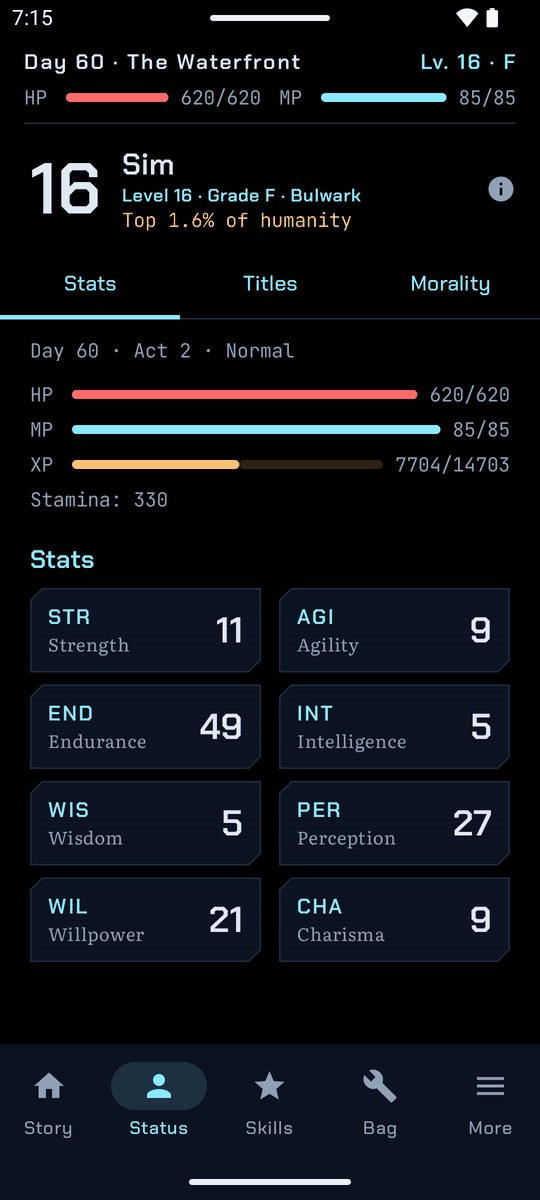 7:15
Day 60 · The Waterfront
Lv. 16 · F
HP 620/620 MP 85/85
16
Sim
Level 16 · Grade F · Bulwark
Top 1.6% of humanity
Stats
Titles
Morality
Day 60 · Act 2 · Normal
HP 620/620
MP 85/85
XP 7704/14703
Stamina: 330
Stats
STR
Strength
11
AGI
Agility
9
END
Endurance
49
INT
Intelligence
5
WIS
Wisdom
5
PER
Perception
27
WIL
Willpower
21
CHA
Charisma
9
Story
Status
Skills
Bag
More